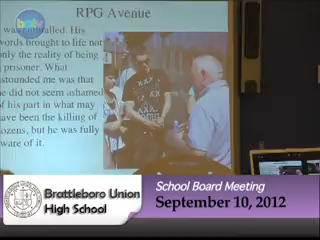 bctv
RPG Avenue
was enthralled. His
words brought to life not
only the reality of being
prisoner. What
astounded me was that
he did not seem ashamed
of his part in what may
have been the killing of
dozens, but he was fully
aware of it.
Brattleboro Union
High School
School Board Meeting
September 10, 2012